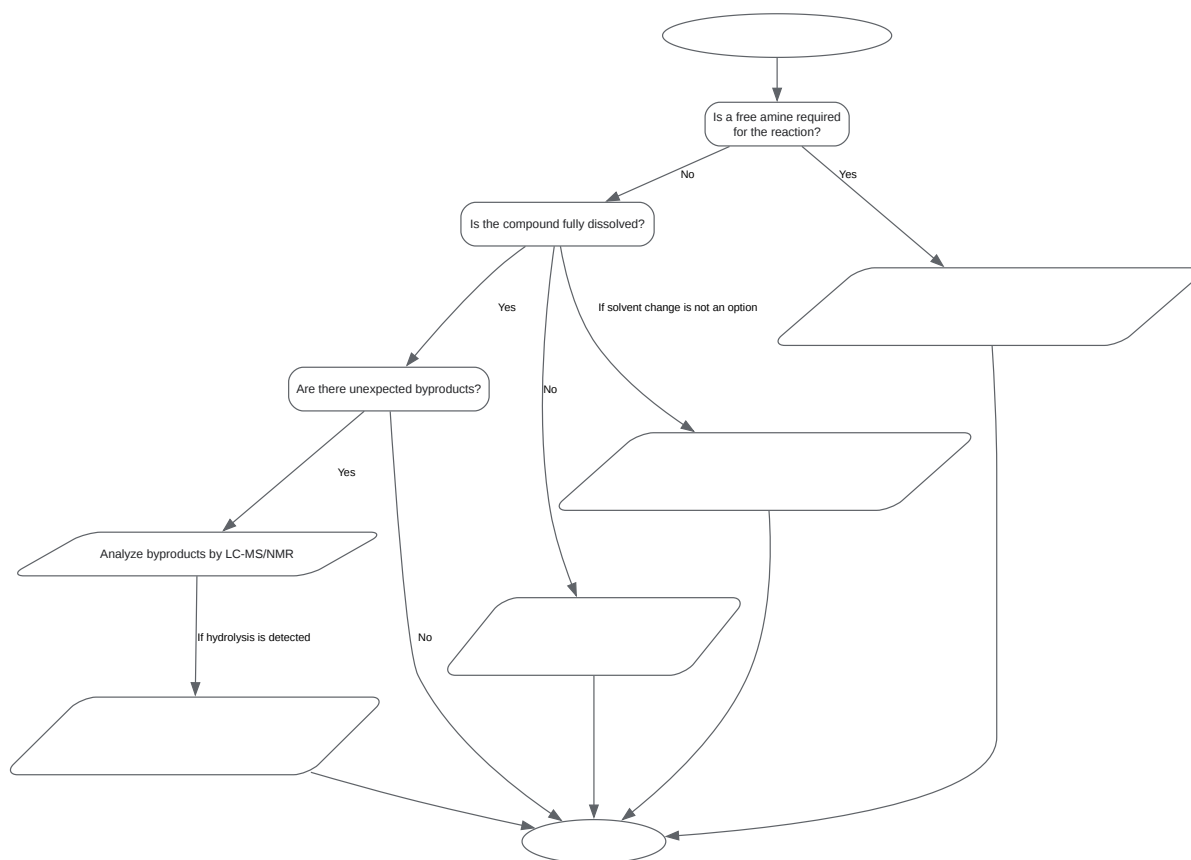 Is a free amine required
for the reaction?
No
Yes
Is the compound fully dissolved?
Yes
If solvent change is not an option
No
Are there unexpected byproducts?
Yes
Analyze byproducts by LC-MS/NMR
If hydrolysis is detected
No